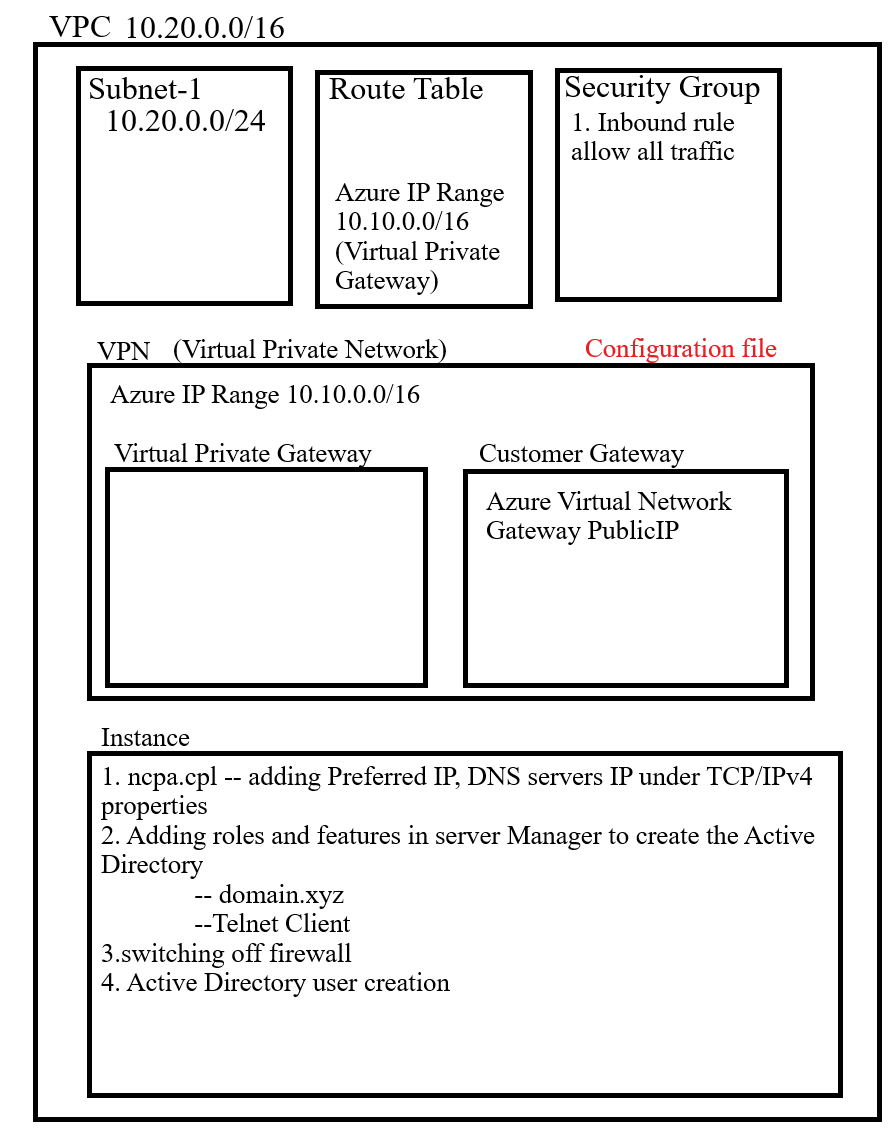 VPC 10.20.0.0/16
Subnet-1
10.20.0.0/24
Route Table
Azure IP Range
10.10.0.0/16
(Virtual Private
Gateway)
Security Group
1. Inbound rule
allow all traffic
VPN (Virtual Private Network)
Configuration file
Azure IP Range 10.10.0.0/16
Virtual Private Gateway
Customer Gateway
Azure Virtual Network
Gateway PublicIP
Instance
1. ncpa.cpl -- adding Preferred IP, DNS servers IP under TCP/IPv4
properties
2. Adding roles and features in server Manager to create the Active
Directory
-- domain.xyz
--Telnet Client
3.switching off firewall
4. Active Directory user creation